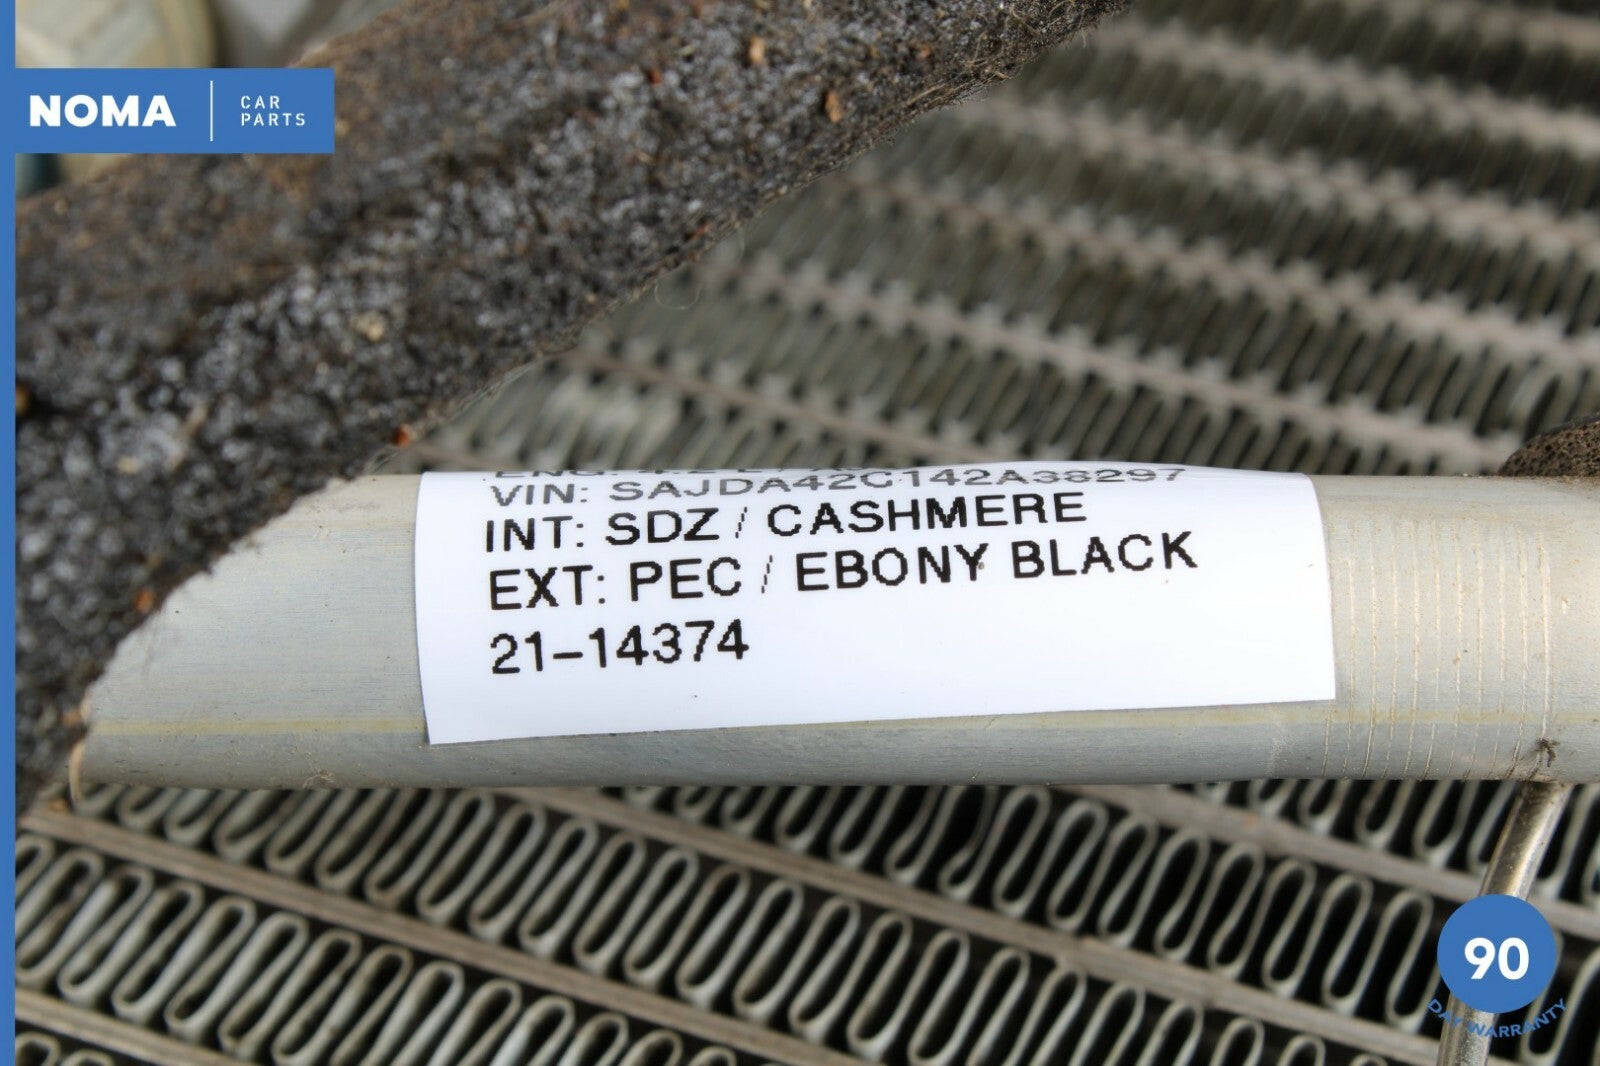 NOMA
CAR
PARTS
VIN: SAJDA42C142A38297
INT: SDZ / CASHMERE
EXT: PEC / EBONY BLACK
21-14374
90
DAY WARRANTY